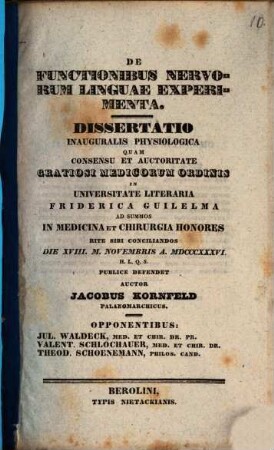 10.
DE
FUNCTIONIBUS NERVO-
RUM LINGUAE EXPERI-
MENTA.
DISSERTATIO
INAUGURALIS PHYSIOLOGICA
QUAM
CONSENSU ET AUCTORITATE
GRATIOSI MEDICORUM ORDINIS
IN
UNIVERSITATE LITERARIA
FRIDERICA GUILELMA
AD SUMMOS
IN MEDICINA ET CHIRURGIA HONORES
RITE SIBI CONCILIANDOS
DIE XVIII. M. NOVEMBRIS A. MDCCCXXXVI.
H. L. Q. S.
PUBLICE DEFENDET
AUCTOR
JACOBUS KORNFELD
PALAEOMARCHICUS.
OPPONENTIBUS:
JUL. WALDECK, MED. ET CHIR. DR. PR.
VALENT. SCHLOCHAUER, MED. ET CHIR. DR.
THEOD. SCHOENEMANN, PHILOS. CAND.
BEROLINI,
TYPIS NIETACKIANIS.